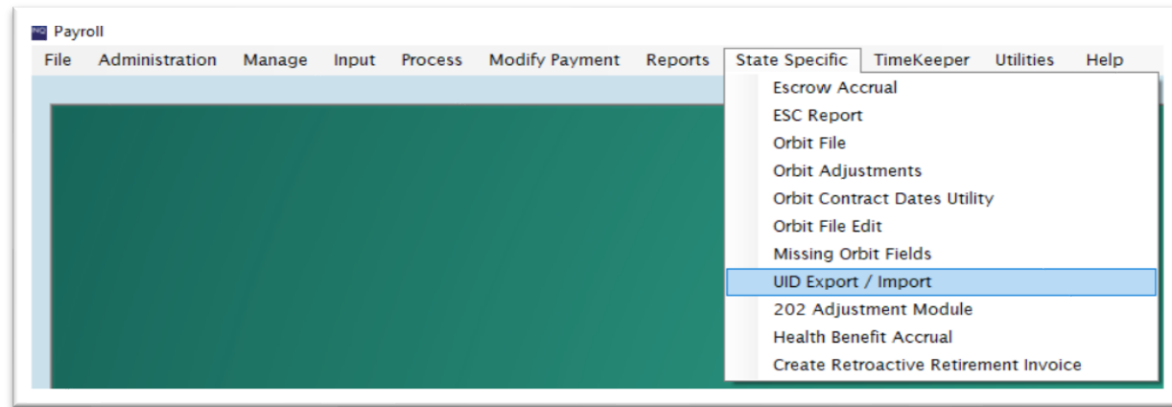 Payroll
File Administration Manage Input Process Modify Payment Reports State Specific TimeKeeper Utilities Help
Escrow Accrual
ESC Report
Orbit File
Orbit Adjustments
Orbit Contract Dates Utility
Orbit File Edit
Missing Orbit Fields
UID Export / Import
202 Adjustment Module
Health Benefit Accrual
Create Retroactive Retirement Invoice